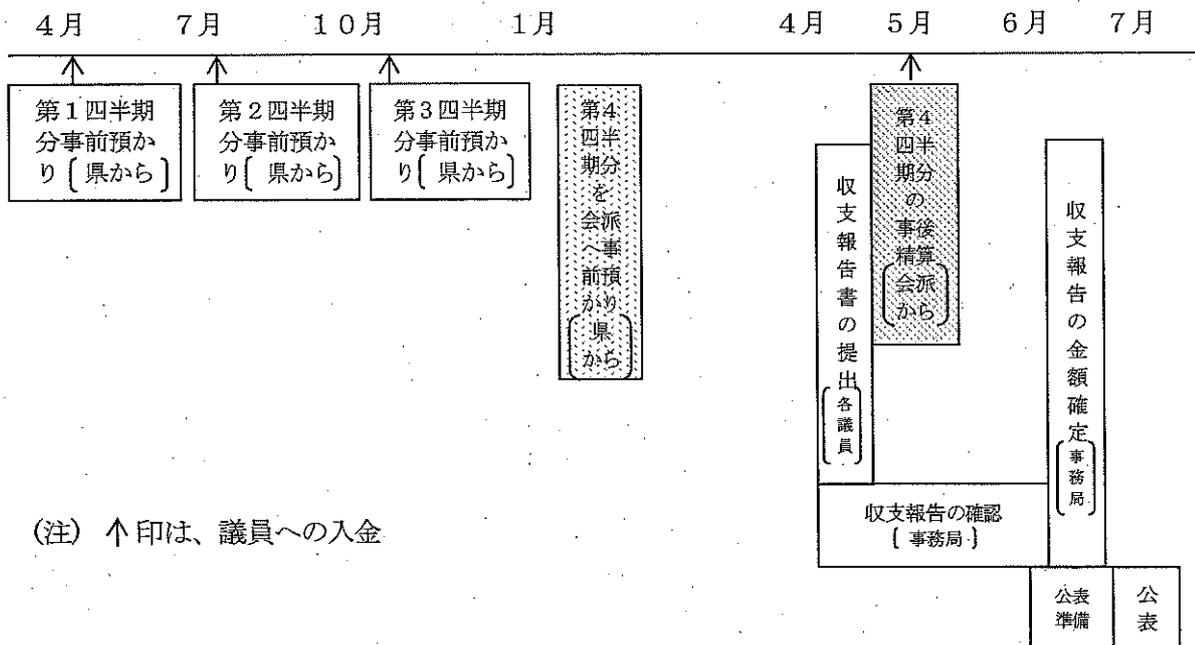 4月 7月 10月 1月 4月 5月 6月 7月
第1四半期
分事前預か
り〔県から〕
第2四半期
分事前預か
り〔県から〕
第3四半期
分事前預か
り〔県から〕
第4四半期分を
会派へ事前預かり
〔県から〕
収支報告書の提出
〔各議員〕
第4四半期分の
事後精算
〔会派から〕
収支報告の金額確定
〔事務局〕
収支報告の確認
〔事務局〕
公表
準備
公表
(注) ↑印は、議員への入金